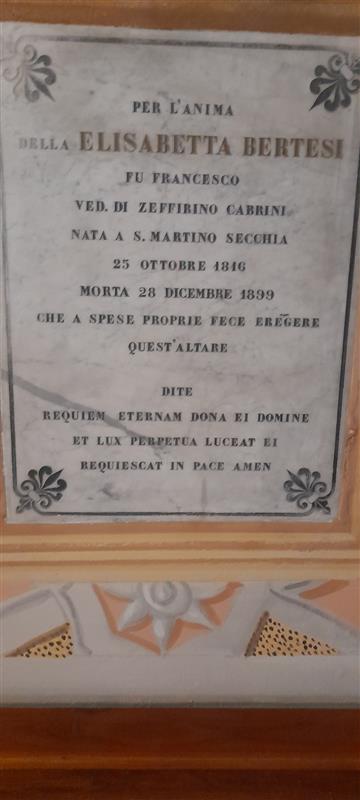 PER L'ANIMA
DELLA ELISABETTA BERTESI
FU FRANCESCO
VED. DI ZEFFIRINO CABRINI
NATA A S. MARTINO SECCHIA
25 OTTOBRE 1816
MORTA 28 DICEMBRE 1899
CHE A SPESE PROPRIE FECE EREGERE
QUEST'ALTARE
DITE
REQUIEM ETERNAM DONA EI DOMINE
ET LUX PERPETUA LUCEAT EI
REQUIESCAT IN PACE AMEN